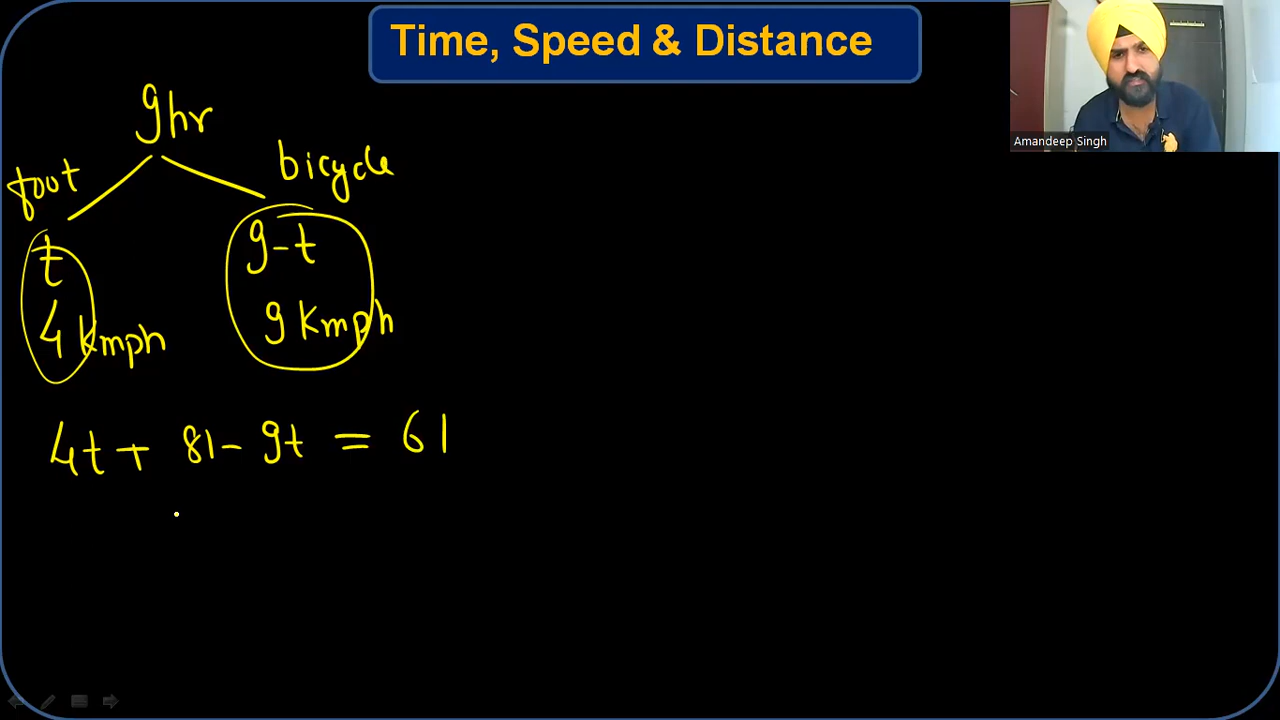 Time, Speed & Distance
Amandeep Singh
9hr
foot
bicycle
t
9-t
4 Kmph
9 Kmph
4t + 81 - 9t = 61